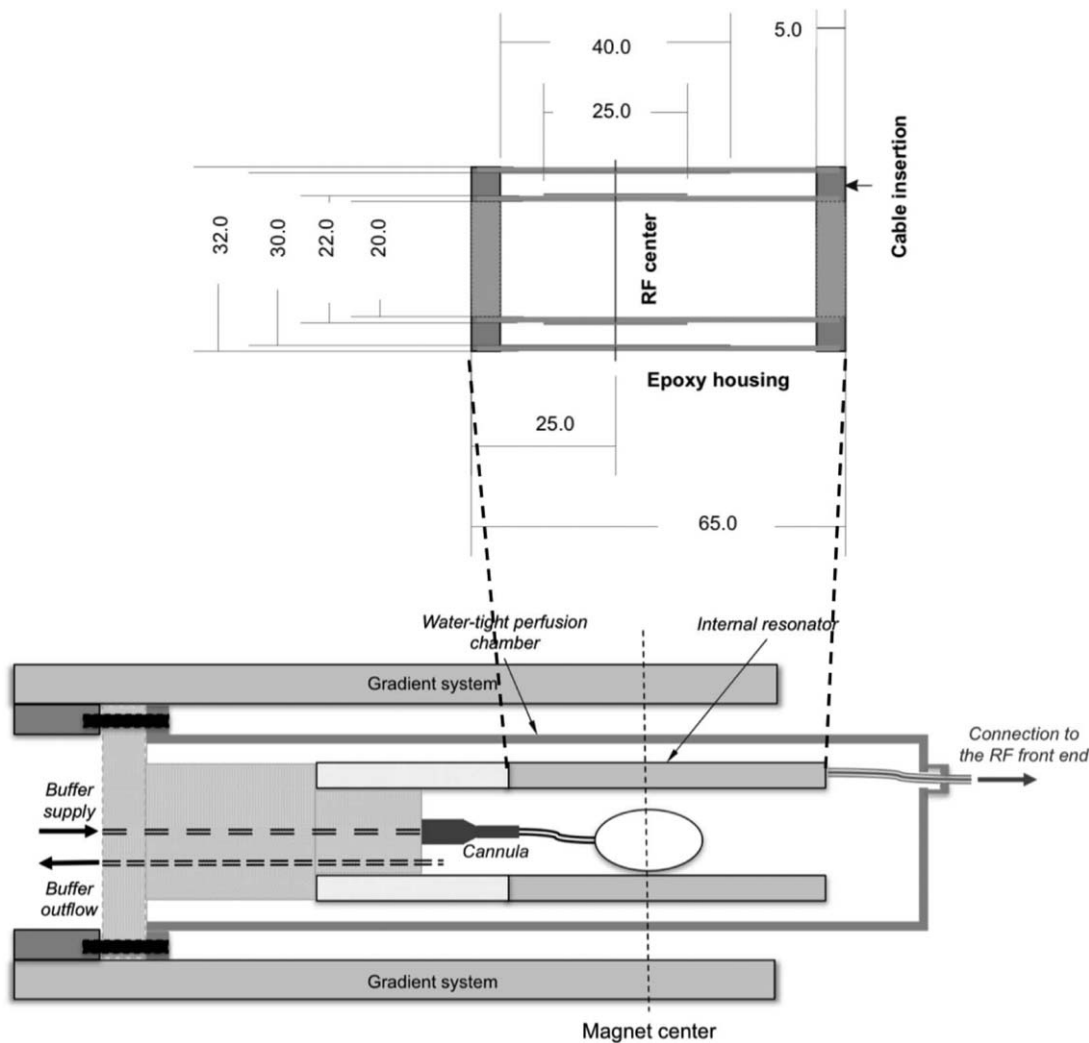 40.0
5.0
25.0
Cable insertion
32.0
30.0
22.0
20.0
RF center
Epoxy housing
25.0
65.0
Water-tight perfusion
chamber
Internal resonator
Gradient system
Connection to
the RF front end
Buffer
supply
Cannula
Buffer
outflow
Gradient system
Magnet center